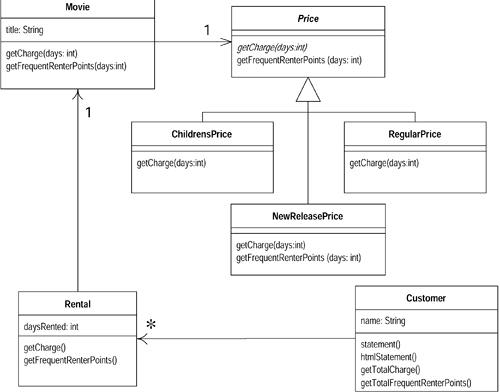 Movie
title: String
getCharge(days: int)
getFrequentRenterPoints(days:int)
1
Price
getCharge(days:int)
getFrequentRenterPoints (days: int)
1
ChildrensPrice
getCharge(days:int)
RegularPrice
getCharge(days:int)
NewReleasePrice
getCharge(days:int)
getFrequentRenterPoints (days: int)
Rental
daysRented: int
getCharge()
getFrequentRenterPoints()
*
Customer
name: String
statement()
htmlStatement()
getTotalCharge()
getTotalFrequentRenterPoints()